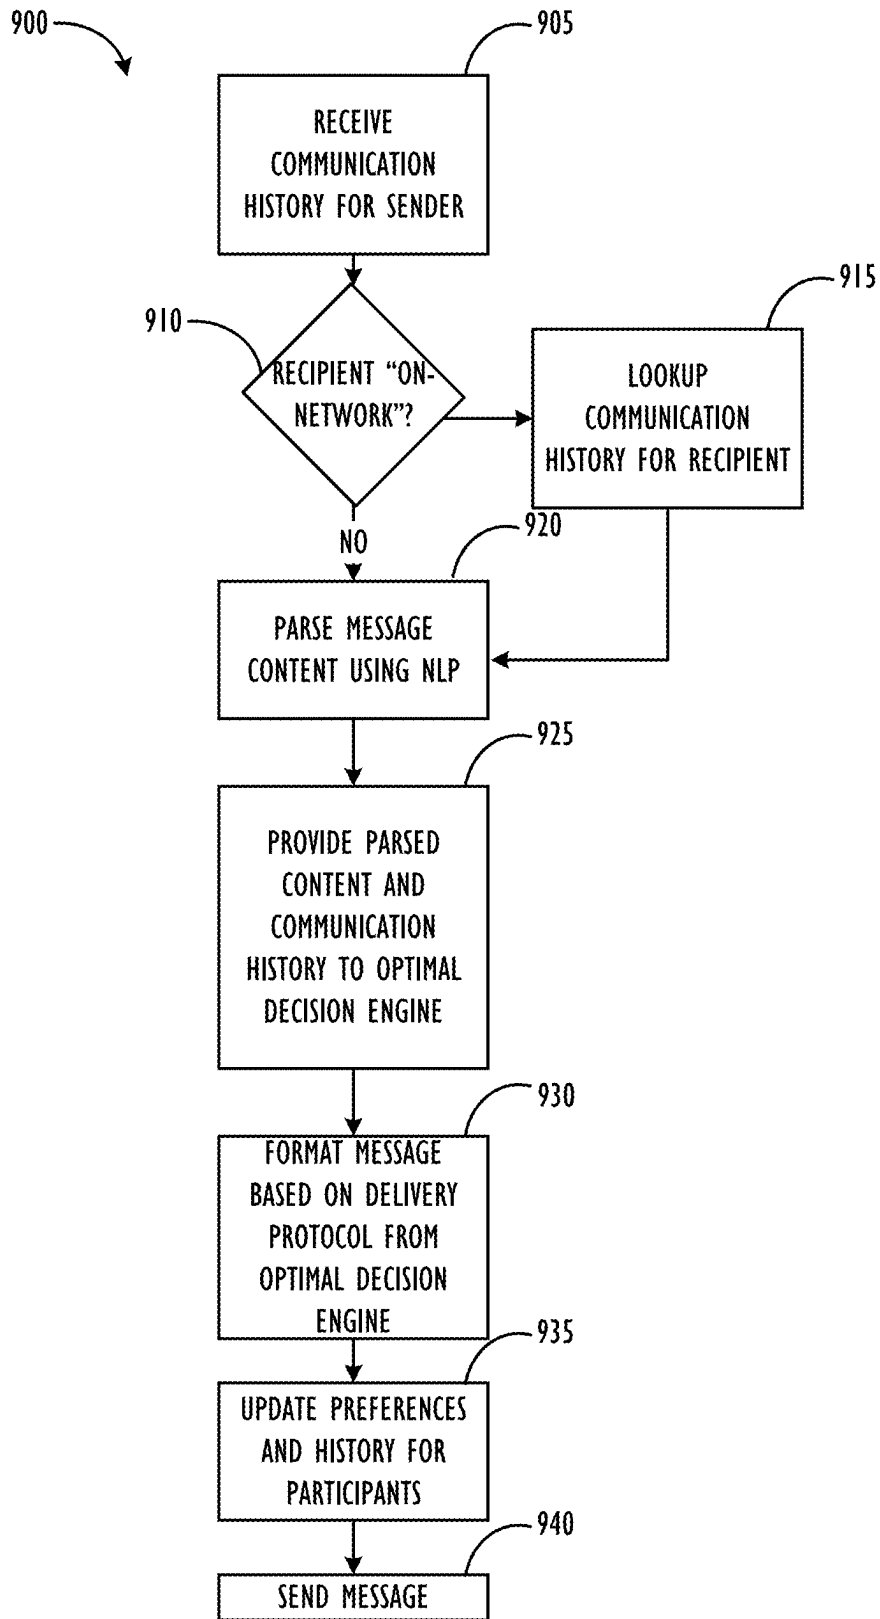 900
905
RECEIVE
COMMUNICATION
HISTORY FOR SENDER
910
RECIPIENT “ON-
NETWORK”?
915
LOOKUP
COMMUNICATION
HISTORY FOR RECIPIENT
NO
920
PARSE MESSAGE
CONTENT USING NLP
925
PROVIDE PARSED
CONTENT AND
COMMUNICATION
HISTORY TO OPTIMAL
DECISION ENGINE
930
FORMAT MESSAGE
BASED ON DELIVERY
PROTOCOL FROM
OPTIMAL DECISION
ENGINE
935
UPDATE PREFERENCES
AND HISTORY FOR
PARTICIPANTS
940
SEND MESSAGE